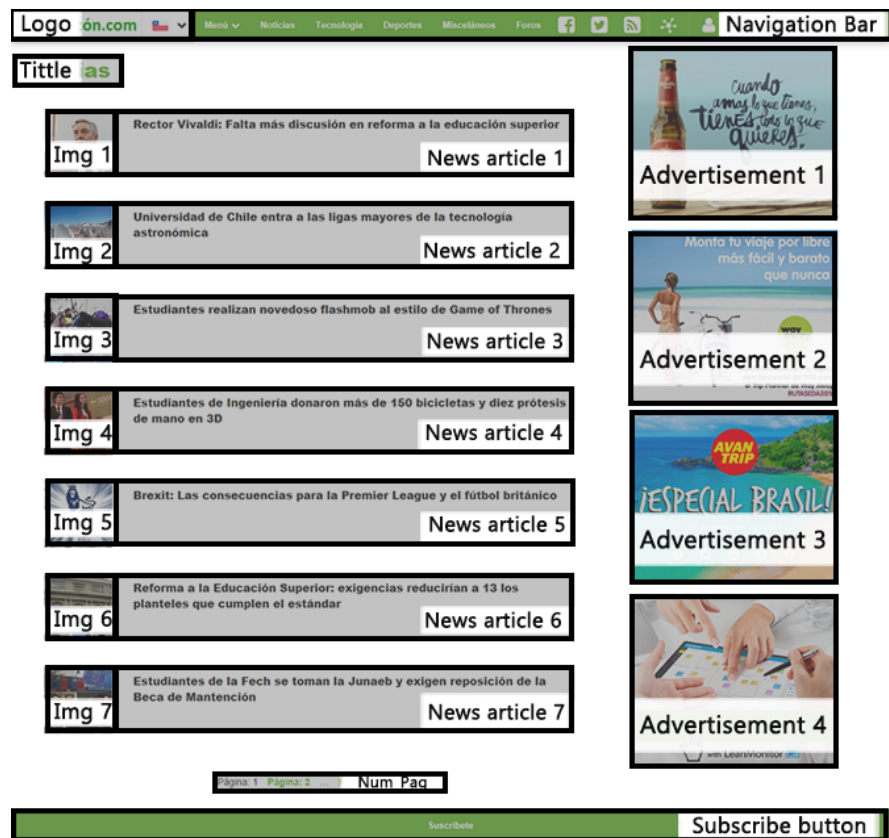 Logo ón.com Menú Noticias Tecnología Deportes Misceláneos Foros Navigation Bar
Tittle ias
Rector Vivaldi: Falta más discusión en reforma a la educación superior
Img 1 News article 1
Universidad de Chile entra a las ligas mayores de la tecnología
astronómica
Img 2 News article 2
Estudiantes realizan novedoso flashmob al estilo de Game of Thrones
Img 3 News article 3
Estudiantes de Ingeniería donaron más de 150 bicicletas y diez prótesis
de mano en 3D
Img 4 News article 4
Brexit: Las consecuencias para la Premier League y el fútbol británico
Img 5 News article 5
Reforma a la Educación Superior: exigencias reducirían a 13 los
planteles que cumplen el estándar
Img 6 News article 6
Estudiantes de la Fech se toman la Junaeb y exigen reposición de la
Beca de Mantención
Img 7 News article 7
Página: 1 Página: 2 ... Num Pag
Cuando
amas lo que tienes,
tienes todo lo que
quieres.
Advertisement 1
Monta tu viaje por libre
más fácil y barato
que nunca
way
Advertisement 2
RUTASEDA501
AVAN
TRIP
¡ESPECIAL BRASIL!
Advertisement 3
Advertisement 4
with LeanMonitor
Suscríbete Subscribe button